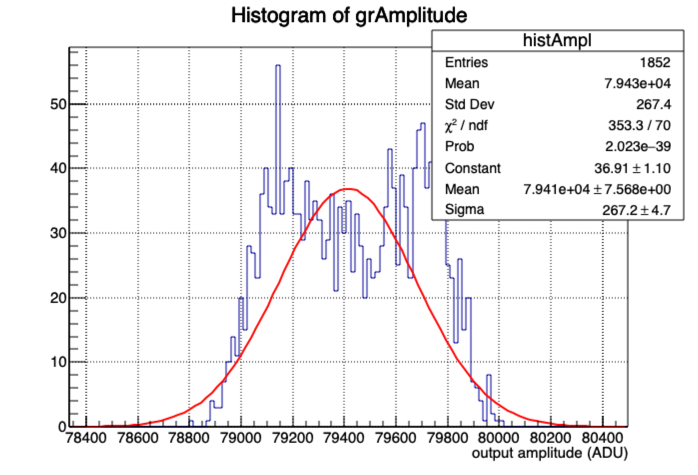 Histogram of grAmplitude
histAmpl
Entries 1852
Mean 7.943e+04
Std Dev 267.4
χ² / ndf 353.3 / 70
Prob 2.023e−39
Constant 36.91 ± 1.10
Mean 7.941e+04 ± 7.568e+00
Sigma 267.2 ± 4.7
50
40
30
20
10
0
78400 78600 78800 79000 79200 79400 79600 79800 80000 80200 80400
output amplitude (ADU)